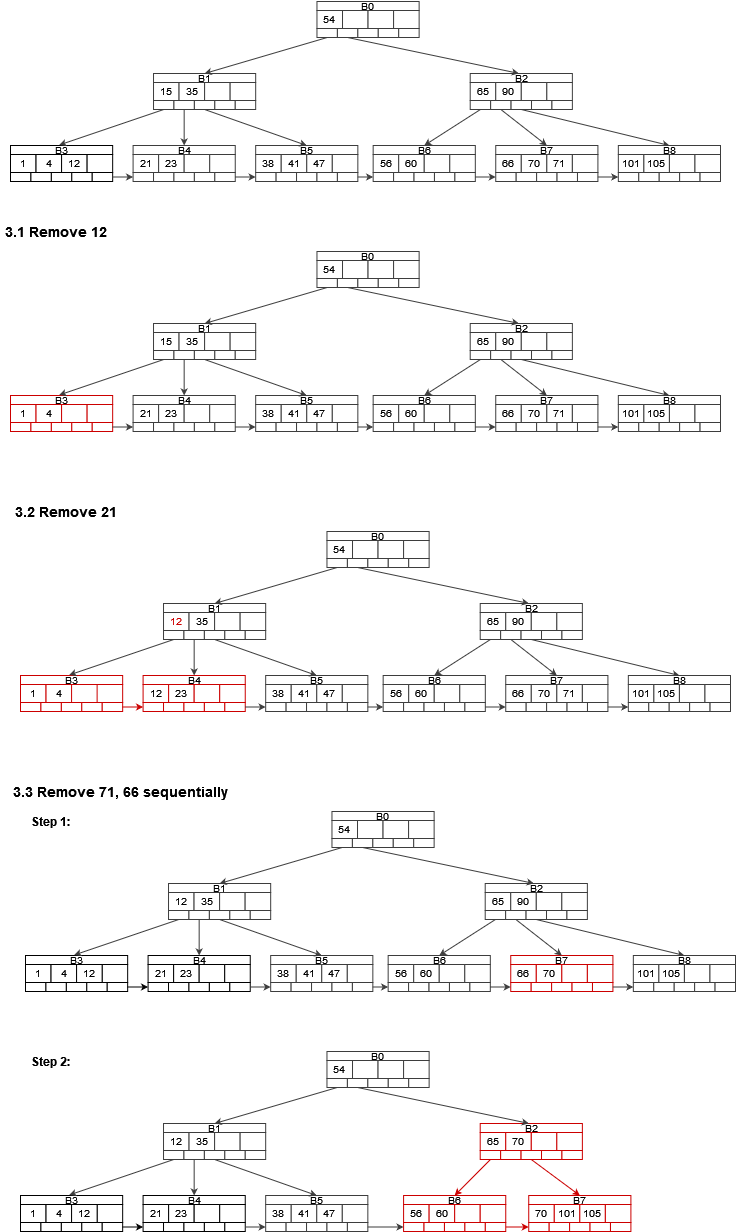 B0
54
B1
15 35
B2
65 90
B3
1 4 12
B4
21 23
B5
38 41 47
B6
56 60
B7
66 70 71
B8
101 105
3.1 Remove 12
B0
54
B1
15 35
B2
65 90
B3
1 4
B4
21 23
B5
38 41 47
B6
56 60
B7
66 70 71
B8
101 105
3.2 Remove 21
B0
54
B1
12 35
B2
65 90
B3
1 4
B4
12 23
B5
38 41 47
B6
56 60
B7
66 70 71
B8
101 105
3.3 Remove 71, 66 sequentially
Step 1:
B0
54
B1
12 35
B2
65 90
B3
1 4 12
B4
21 23
B5
38 41 47
B6
56 60
B7
66 70
B8
101 105
Step 2:
B0
54
B1
12 35
B2
65 70
B3
1 4 12
B4
21 23
B5
38 41 47
B6
56 60
B7
70 101 105